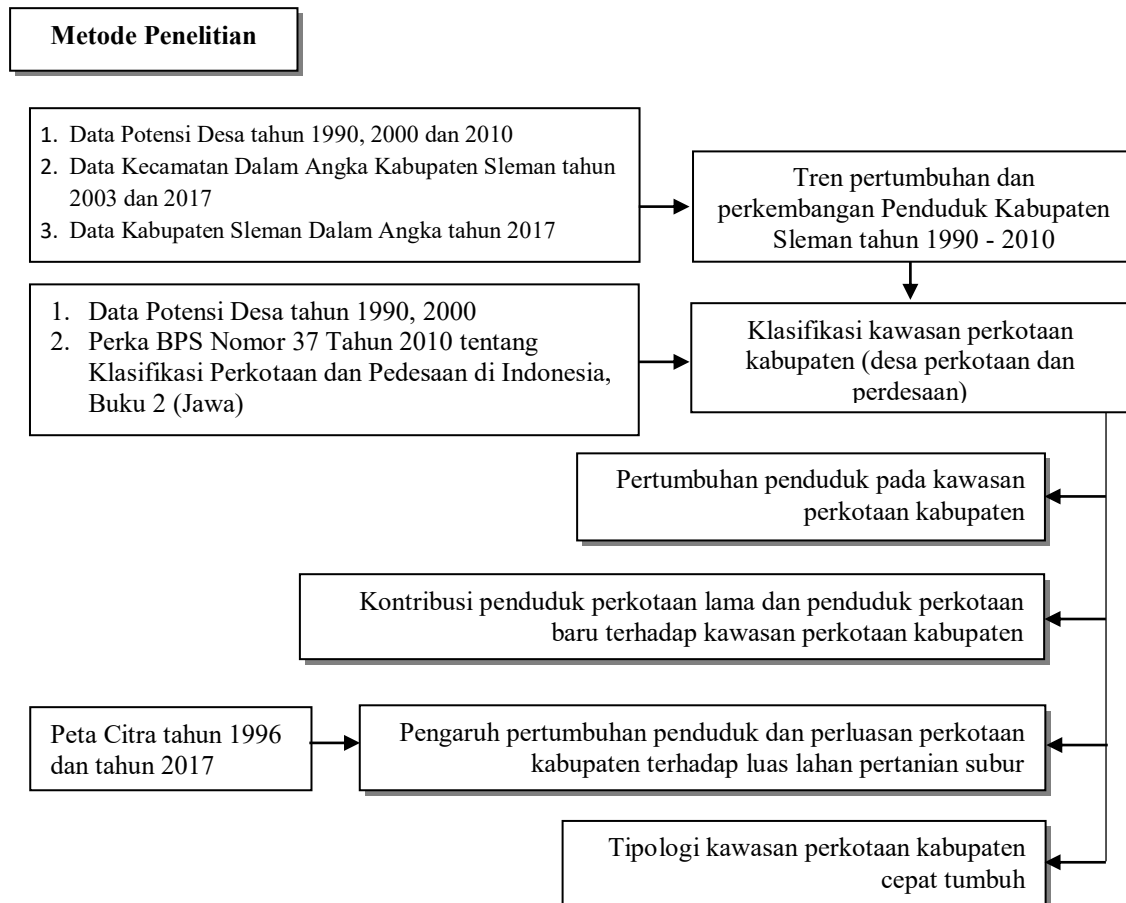 Metode Penelitian
1. Data Potensi Desa tahun 1990, 2000 dan 2010
2. Data Kecamatan Dalam Angka Kabupaten Sleman tahun
2003 dan 2017
3. Data Kabupaten Sleman Dalam Angka tahun 2017
Tren pertumbuhan dan
perkembangan Penduduk Kabupaten
Sleman tahun 1990 - 2010
1. Data Potensi Desa tahun 1990, 2000
2. Perka BPS Nomor 37 Tahun 2010 tentang
Klasifikasi Perkotaan dan Pedesaan di Indonesia,
Buku 2 (Jawa)
Klasifikasi kawasan perkotaan
kabupaten (desa perkotaan dan
perdesaan)
Pertumbuhan penduduk pada kawasan
perkotaan kabupaten
Kontribusi penduduk perkotaan lama dan penduduk perkotaan
baru terhadap kawasan perkotaan kabupaten
Peta Citra tahun 1996
dan tahun 2017
Pengaruh pertumbuhan penduduk dan perluasan perkotaan
kabupaten terhadap luas lahan pertanian subur
Tipologi kawasan perkotaan kabupaten
cepat tumbuh